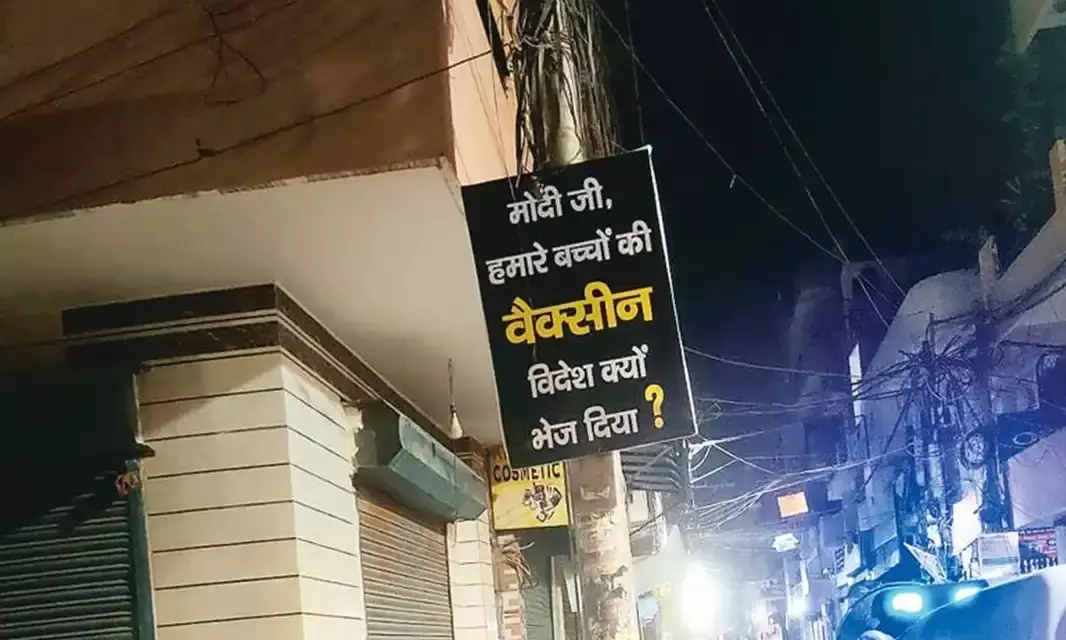 मोदी जी,
हमारे बच्चों की
वैक्सीन
विदेश क्यों
भेज दिया ?
COSMETIC